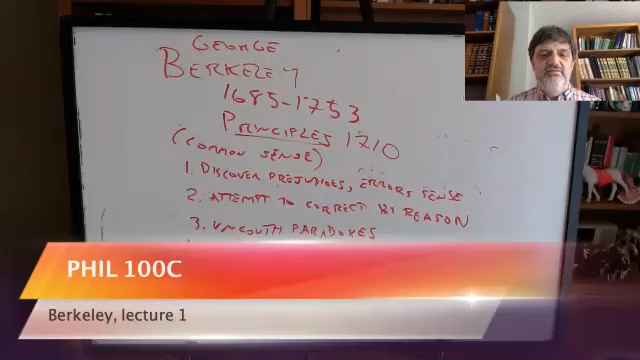 GEORGE
BERKELEY
1685-1753
PRINCIPLES 1710
(COMMON SENSE)
1. DISCOVER PREJUDICES, ERRORS SENSE
2. ATTEMPT TO CORRECT BY REASON
3. UNCOUTH PARADOXES
PHIL 100C
Berkeley, lecture 1